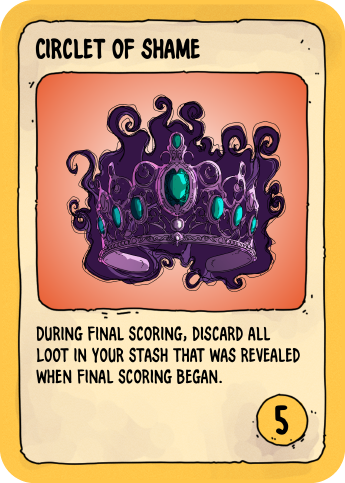 CIRCLET OF SHAME
DURING FINAL SCORING, DISCARD ALL
LOOT IN YOUR STASH THAT WAS REVEALED
WHEN FINAL SCORING BEGAN.
5